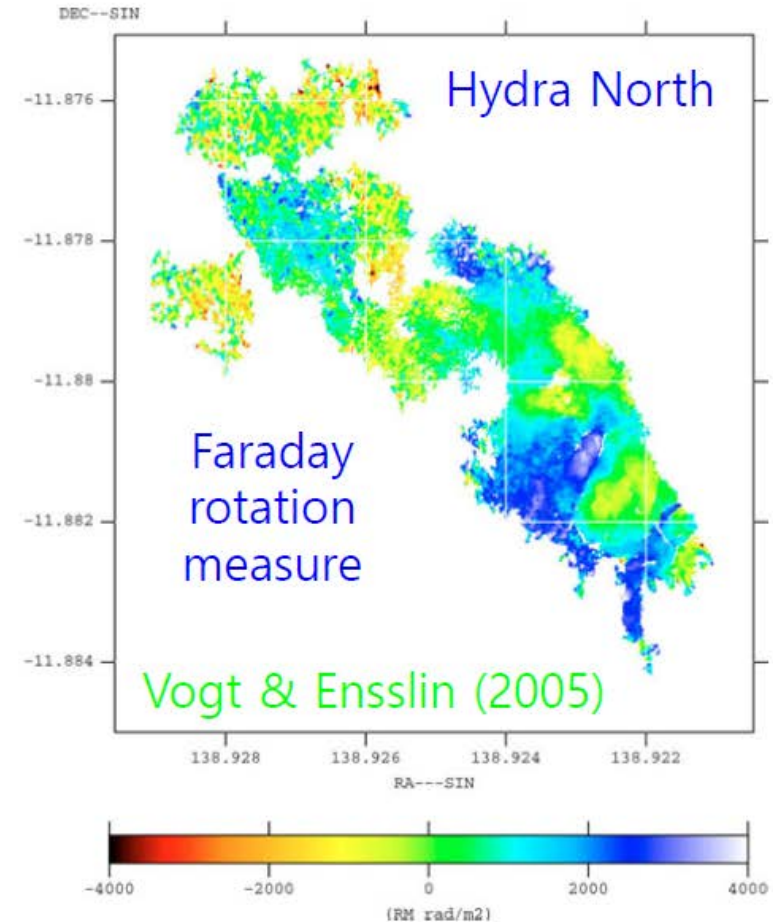 DEC--SIN
Hydra North
-11.876
-11.878
-11.88
-11.882
-11.884
Faraday
rotation
measure
Vogt & Ensslin (2005)
138.928 138.926 138.924 138.922
RA---SIN
-4000 -2000 0 2000 4000
(RM rad/m2)